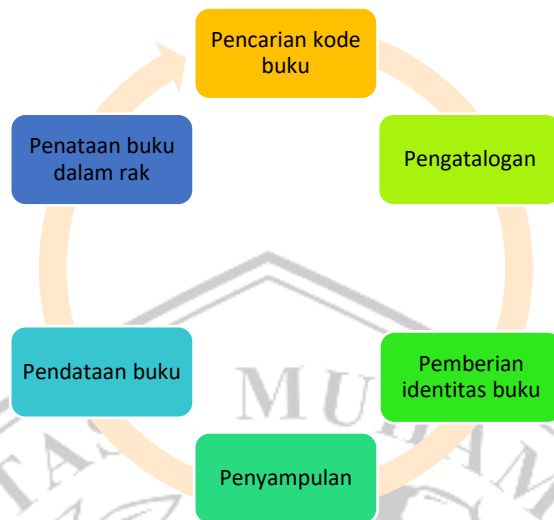 Pencarian kode
buku
Pengatalogan
Pemberian
identitas buku
Penyampulan
Pendataan buku
Penataan buku
dalam rak